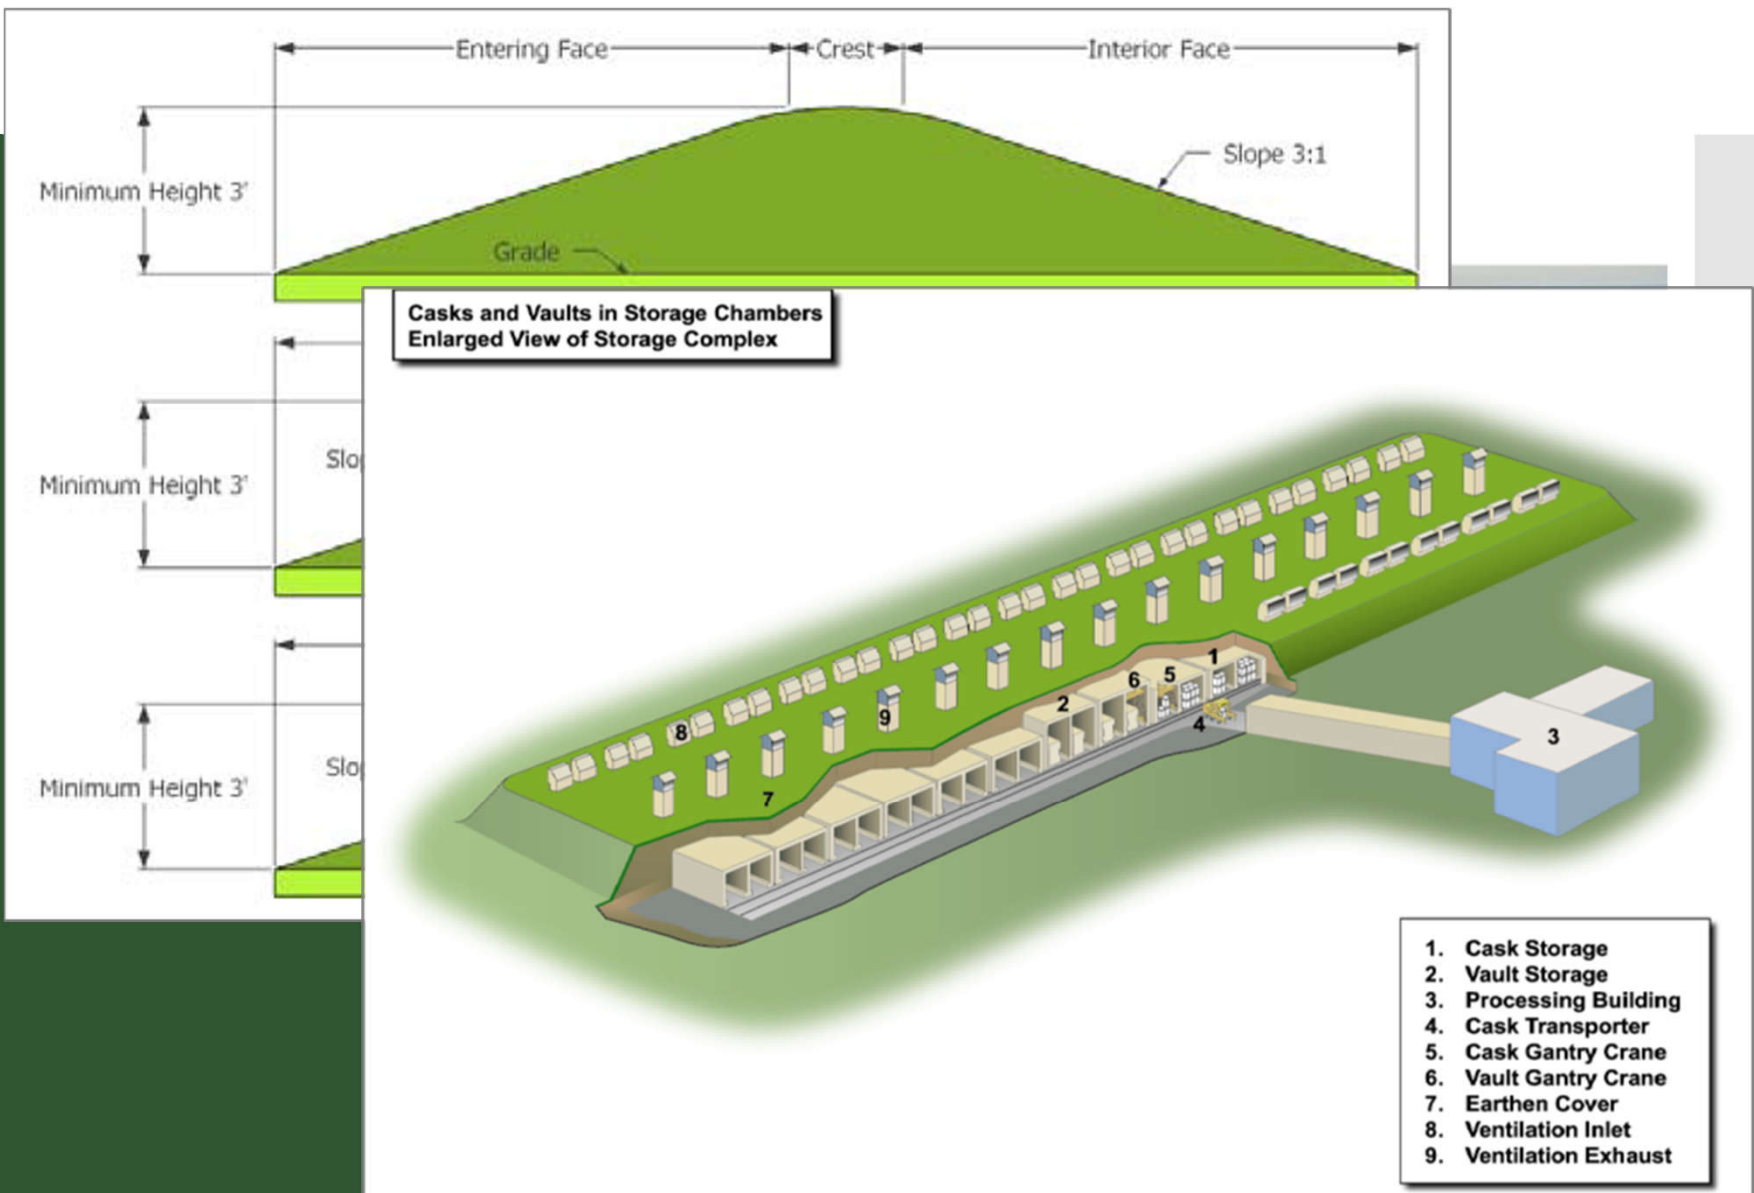 Entering Face
Crest
Interior Face
Minimum Height 3'
Slope 3:1
Grade
Minimum Height 3'
Slo
Minimum Height 3'
Slo
Casks and Vaults in Storage Chambers
Enlarged View of Storage Complex
1
2
3
4
5
6
7
8
9
1. Cask Storage
2. Vault Storage
3. Processing Building
4. Cask Transporter
5. Cask Gantry Crane
6. Vault Gantry Crane
7. Earthen Cover
8. Ventilation Inlet
9. Ventilation Exhaust